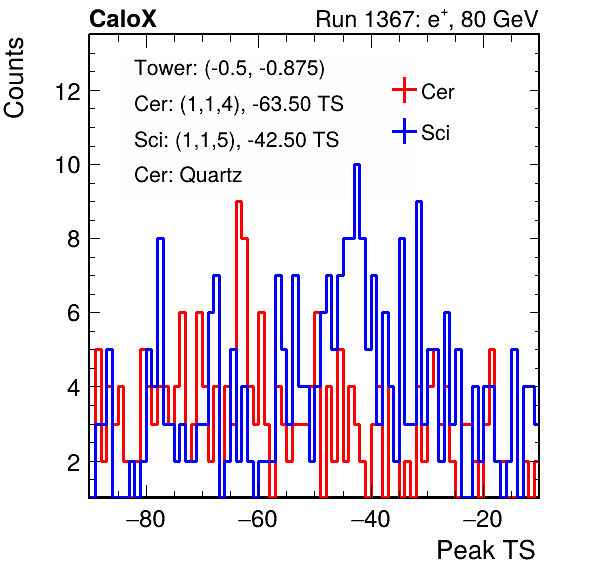 CaloX Run 1367: e⁺, 80 GeV
Counts
Tower: (-0.5, -0.875)
Cer: (1,1,4), -63.50 TS
Sci: (1,1,5), -42.50 TS
Cer: Quartz
Cer
Sci
12
10
8
6
4
2
−80 −60 −40 −20
Peak TS